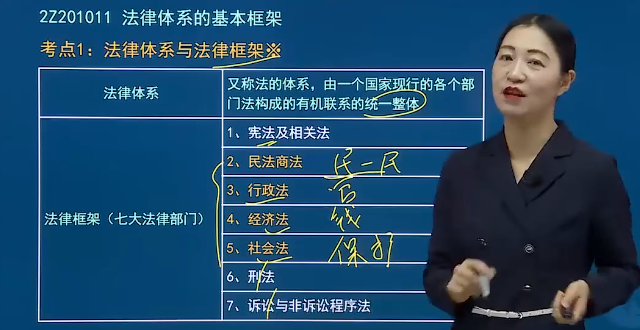 2Z201011 法律体系的基本框架
考点1：法律体系与法律框架※
法律体系
又称法的体系，由一个国家现行的各个部
门法构成的有机联系的统一整体
法律框架（七大法律部门）
1、宪法及相关法
2、民法商法 民一民
3、行政法 官
4、经济法 钱
5、社会法 保护
6、刑法
7、诉讼与非诉讼程序法